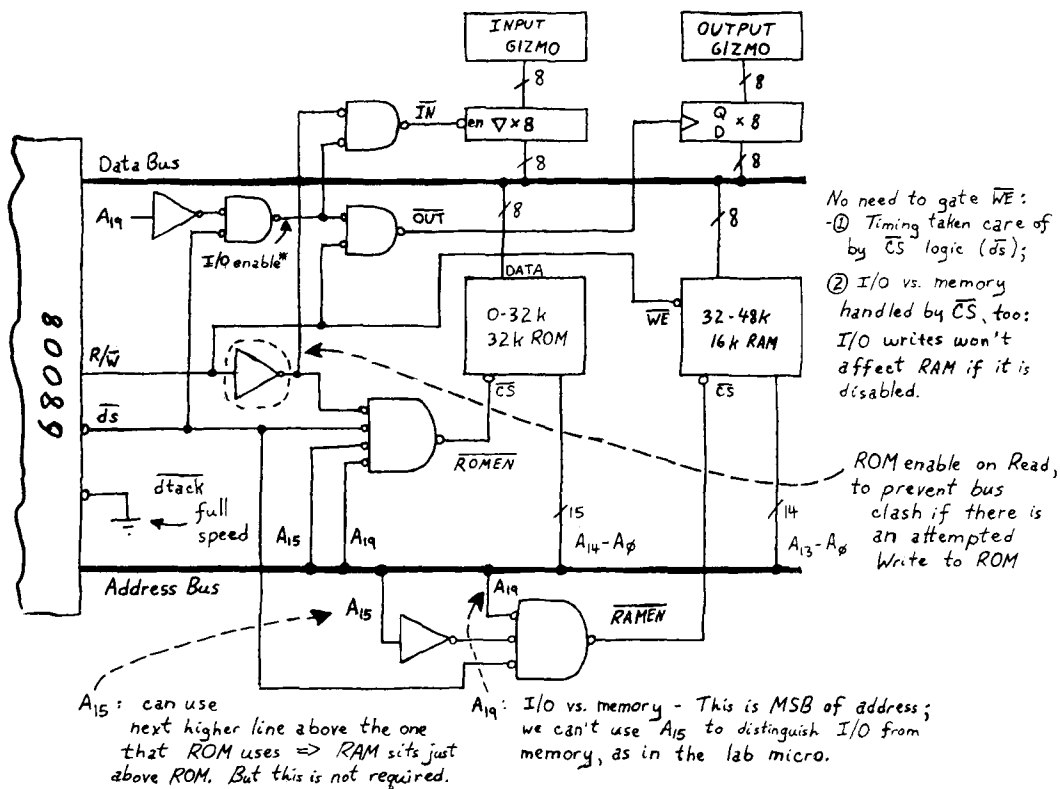 INPUT
GIZMO
OUTPUT
GIZMO
8
8
IN
en ▽ × 8
Q
D × 8
8
8
Data Bus
A19
I/O enable*
OUT
8
8
No need to gate WE:
-① Timing taken care of
by CS logic (ds);
② I/O vs. memory
handled by CS, too:
I/O writes won't
affect RAM if it is
disabled.
DATA
0-32k
32k ROM
WE
32-48k
16k RAM
68008
R/W
CS
CS
ds
ROMEN
dtack
full
speed
ROM enable on Read,
to prevent bus
clash if there is
an attempted
Write to ROM
A15
A19
15
A14-Aø
14
A13-Aø
Address Bus
A15
A19
RAMEN
A15: can use
next higher line above the one
that ROM uses => RAM sits just
above ROM. But this is not required.
A19: I/O vs. memory - This is MSB of address;
we can't use A15 to distinguish I/O from
memory, as in the lab micro.